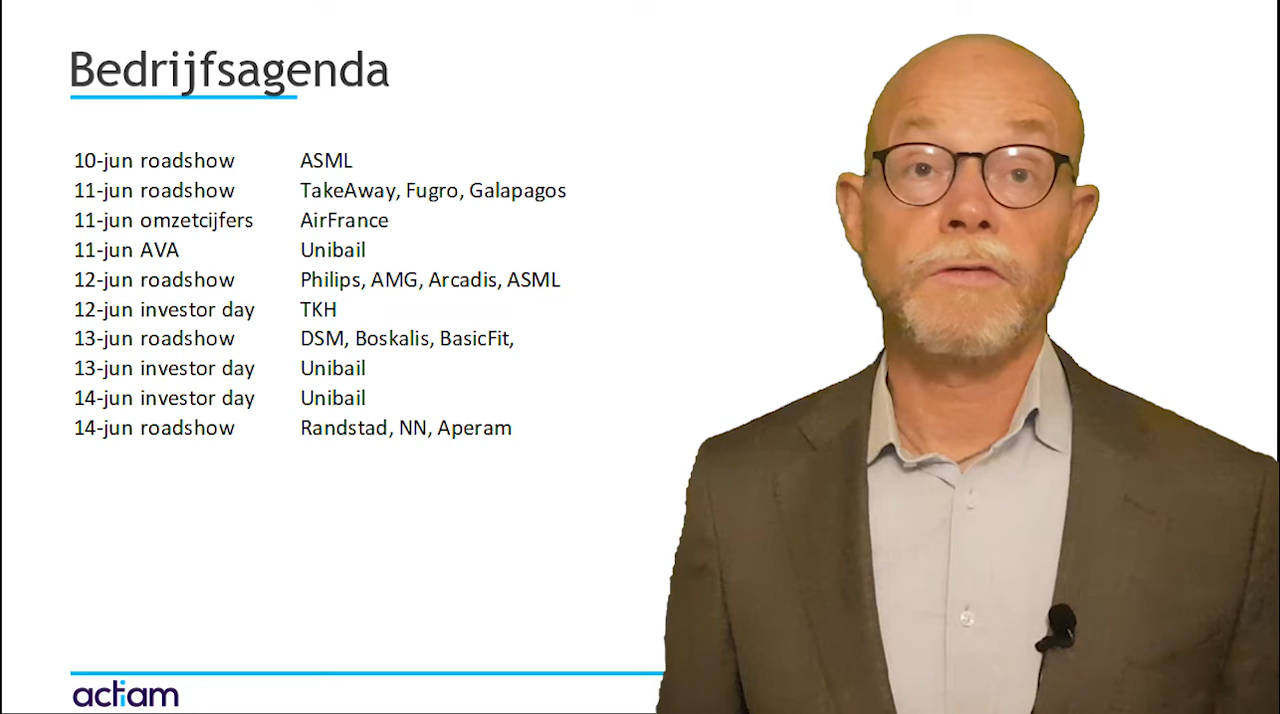 Bedrijfsagenda
10-jun roadshow ASML
11-jun roadshow TakeAway, Fugro, Galapagos
11-jun omzetcijfers AirFrance
11-jun AVA Unibail
12-jun roadshow Philips, AMG, Arcadis, ASML
12-jun investor day TKH
13-jun roadshow DSM, Boskalis, BasicFit,
13-jun investor day Unibail
14-jun investor day Unibail
14-jun roadshow Randstad, NN, Aperam
actiam